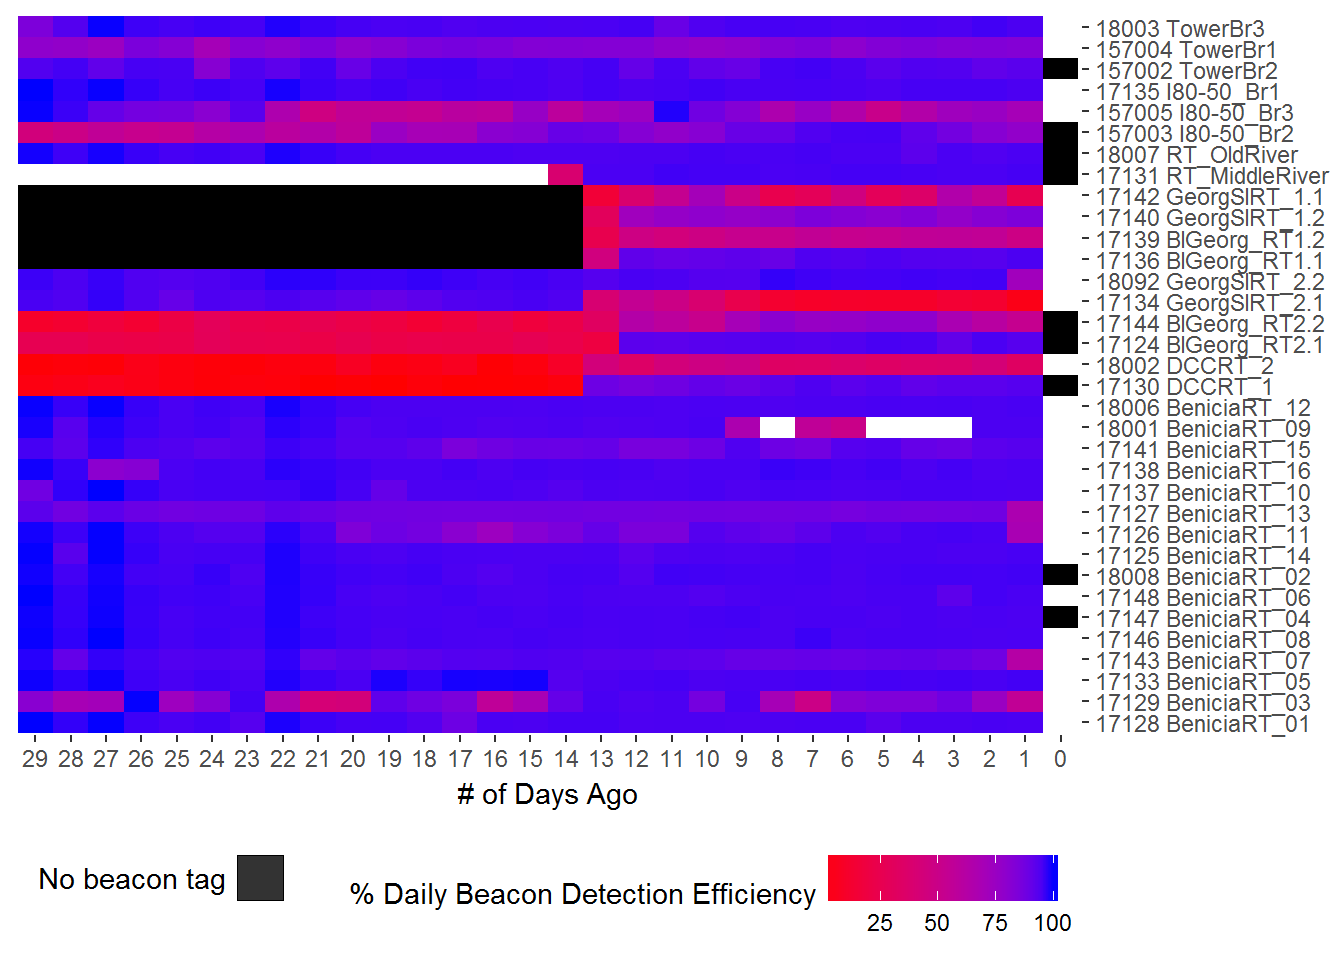 18003 TowerBr3
157004 TowerBr1
157002 TowerBr2
17135 I80-50_Br1
157005 I80-50_Br3
157003 I80-50_Br2
18007 RT_OldRiver
17131 RT_MiddleRiver
17142 GeorgSlRT_1.1
17140 GeorgSlRT_1.2
17139 BlGeorg_RT1.2
17136 BlGeorg_RT1.1
18092 GeorgSlRT_2.2
17134 GeorgSlRT_2.1
17144 BlGeorg_RT2.2
17124 BlGeorg_RT2.1
18002 DCCRT_2
17130 DCCRT_1
18006 BeniciaRT_12
18001 BeniciaRT_09
17141 BeniciaRT_15
17138 BeniciaRT_16
17137 BeniciaRT_10
17127 BeniciaRT_13
17126 BeniciaRT_11
17125 BeniciaRT_14
18008 BeniciaRT_02
17148 BeniciaRT_06
17147 BeniciaRT_04
17146 BeniciaRT_08
17143 BeniciaRT_07
17133 BeniciaRT_05
17129 BeniciaRT_03
17128 BeniciaRT_01
29 28 27 26 25 24 23 22 21 20 19 18 17 16 15 14 13 12 11 10 9 8 7 6 5 4 3 2 1 0
# of Days Ago
No beacon tag
% Daily Beacon Detection Efficiency
25 50 75 100